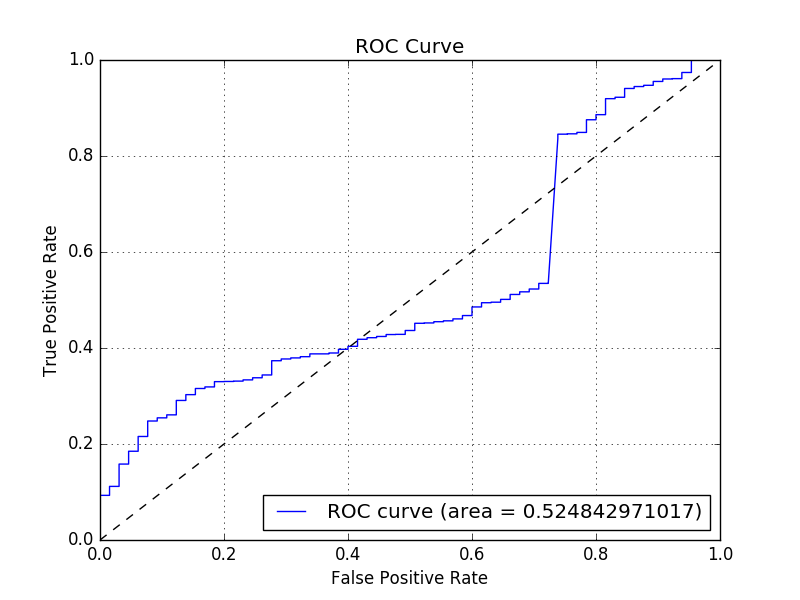 ROC Curve
1.0
0.8
0.6
0.4
0.2
0.0
True Positive Rate
ROC curve (area = 0.524842971017)
0.0 0.2 0.4 0.6 0.8 1.0
False Positive Rate